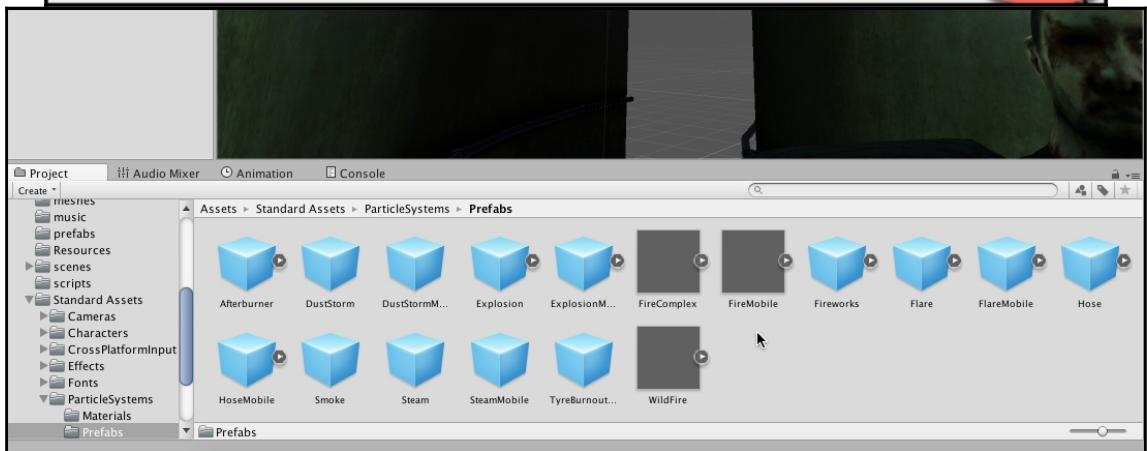 Project
Audio Mixer
Animation
Console
Create
meshes
music
prefabs
Resources
scenes
scripts
Standard Assets
Cameras
Characters
CrossPlatformInput
Effects
Fonts
ParticleSystems
Materials
Prefabs
Assets ▸ Standard Assets ▸ ParticleSystems ▸ Prefabs
Afterburner
DustStorm
DustStormM...
Explosion
ExplosionM...
FireComplex
FireMobile
Fireworks
Flare
FlareMobile
Hose
HoseMobile
Smoke
Steam
SteamMobile
TyreBurnout...
WildFire
Prefabs